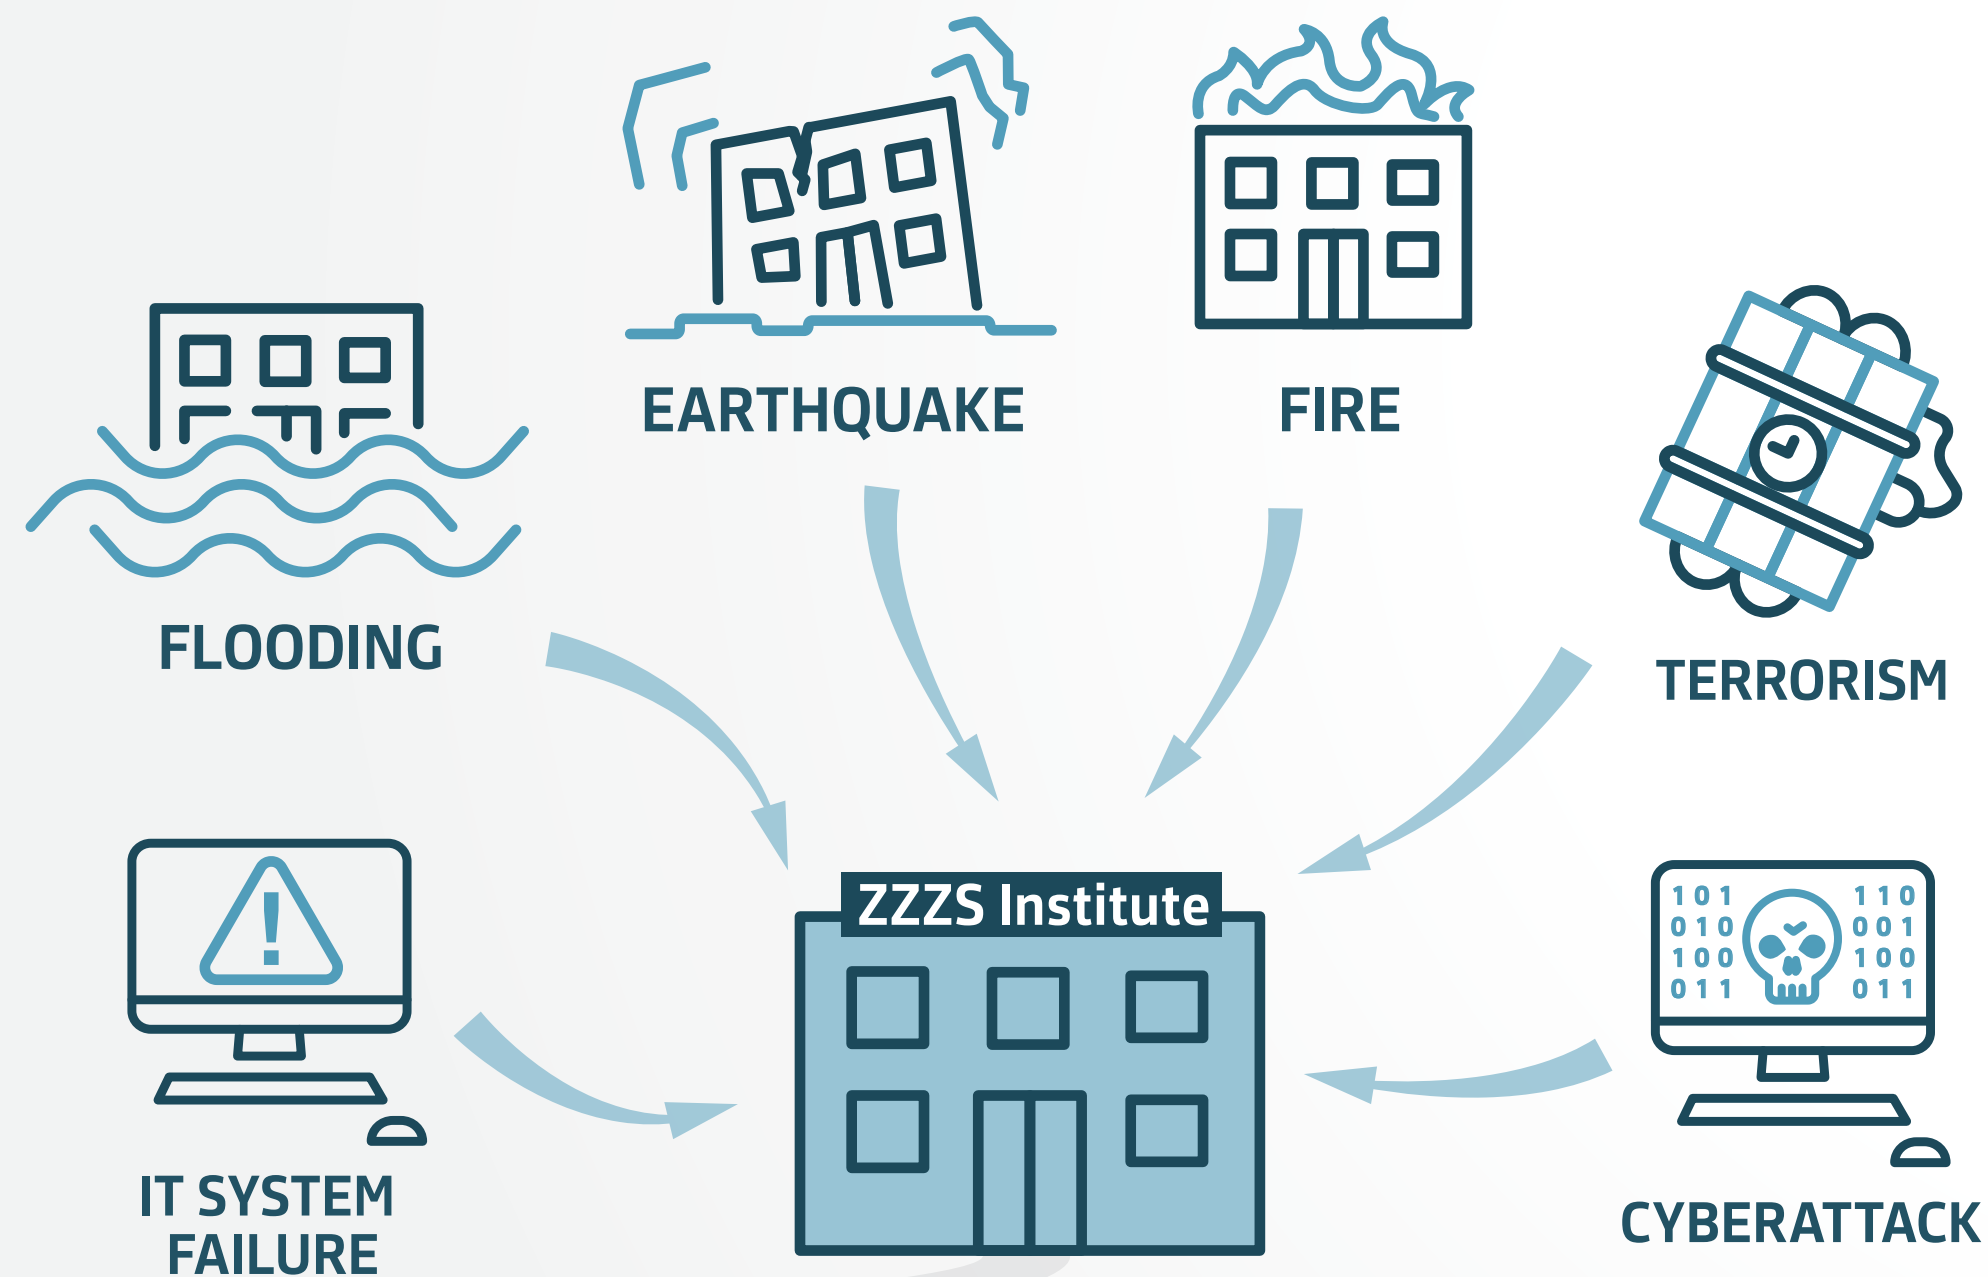 EARTHQUAKE
FIRE
FLOODING
TERRORISM
ZZZS Institute
!
101
010
100
011
110
001
100
011
IT SYSTEM
FAILURE
CYBERATTACK